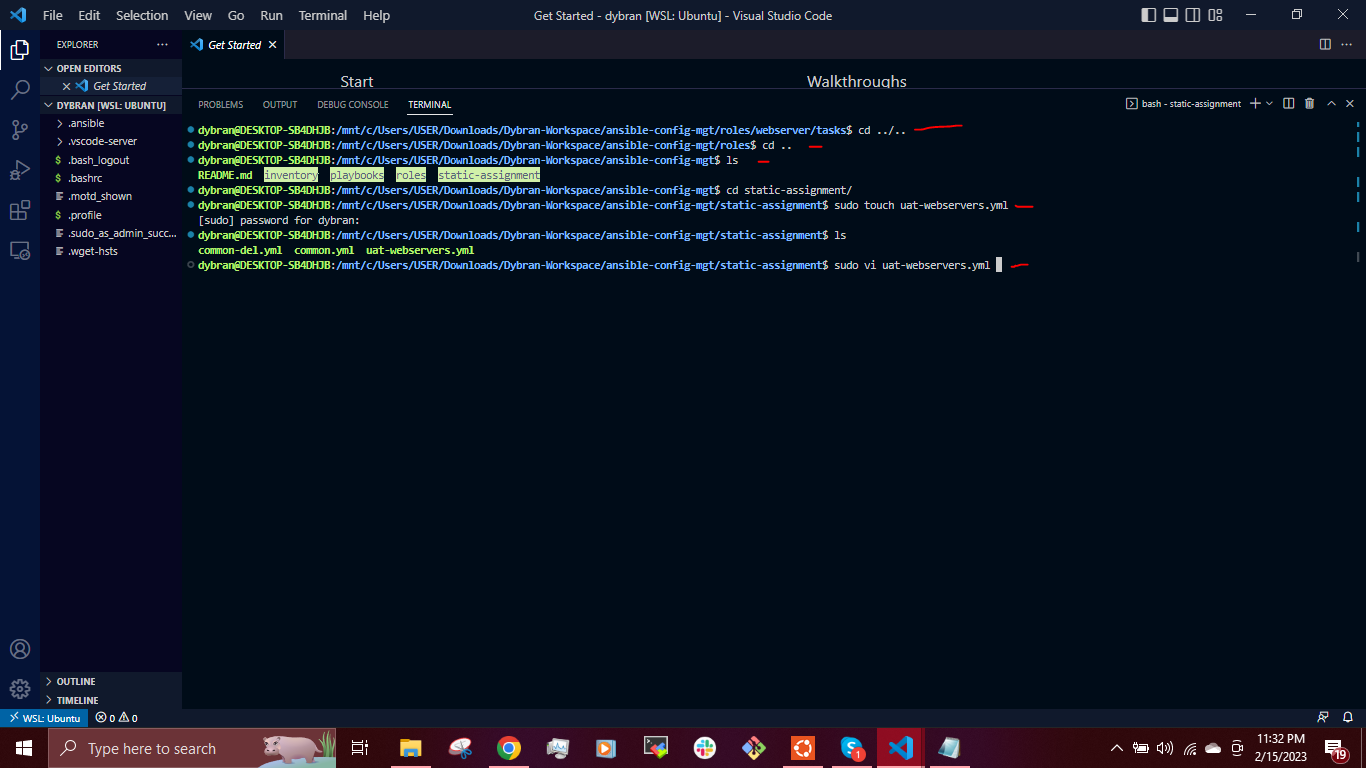 File Edit Selection View Go Run Terminal Help Get Started - dybran [WSL: Ubuntu] - Visual Studio Code
EXPLORER
Get Started
OPEN EDITORS
Get Started
Start Walkthroughs
DYBRAN [WSL: UBUNTU]
.ansible
.vscode-server
.bash_logout
.bashrc
.motd_shown
.profile
.sudo_as_admin_succ...
.wget-hsts
PROBLEMS OUTPUT DEBUG CONSOLE TERMINAL bash - static-assignment
dybran@DESKTOP-SB4DHJB:/mnt/c/Users/USER/Downloads/Dybran-Workspace/ansible-config-mgt/roles/webserver/tasks$ cd ../..
dybran@DESKTOP-SB4DHJB:/mnt/c/Users/USER/Downloads/Dybran-Workspace/ansible-config-mgt/roles$ cd ..
dybran@DESKTOP-SB4DHJB:/mnt/c/Users/USER/Downloads/Dybran-Workspace/ansible-config-mgt$ ls
README.md inventory playbooks roles static-assignment
dybran@DESKTOP-SB4DHJB:/mnt/c/Users/USER/Downloads/Dybran-Workspace/ansible-config-mgt$ cd static-assignment/
dybran@DESKTOP-SB4DHJB:/mnt/c/Users/USER/Downloads/Dybran-Workspace/ansible-config-mgt/static-assignment$ sudo touch uat-webservers.yml
[sudo] password for dybran:
dybran@DESKTOP-SB4DHJB:/mnt/c/Users/USER/Downloads/Dybran-Workspace/ansible-config-mgt/static-assignment$ ls
common-del.yml common.yml uat-webservers.yml
dybran@DESKTOP-SB4DHJB:/mnt/c/Users/USER/Downloads/Dybran-Workspace/ansible-config-mgt/static-assignment$ sudo vi uat-webservers.yml
OUTLINE
TIMELINE
WSL: Ubuntu 0 0
Type here to search
1
11:32 PM
2/15/2023
19